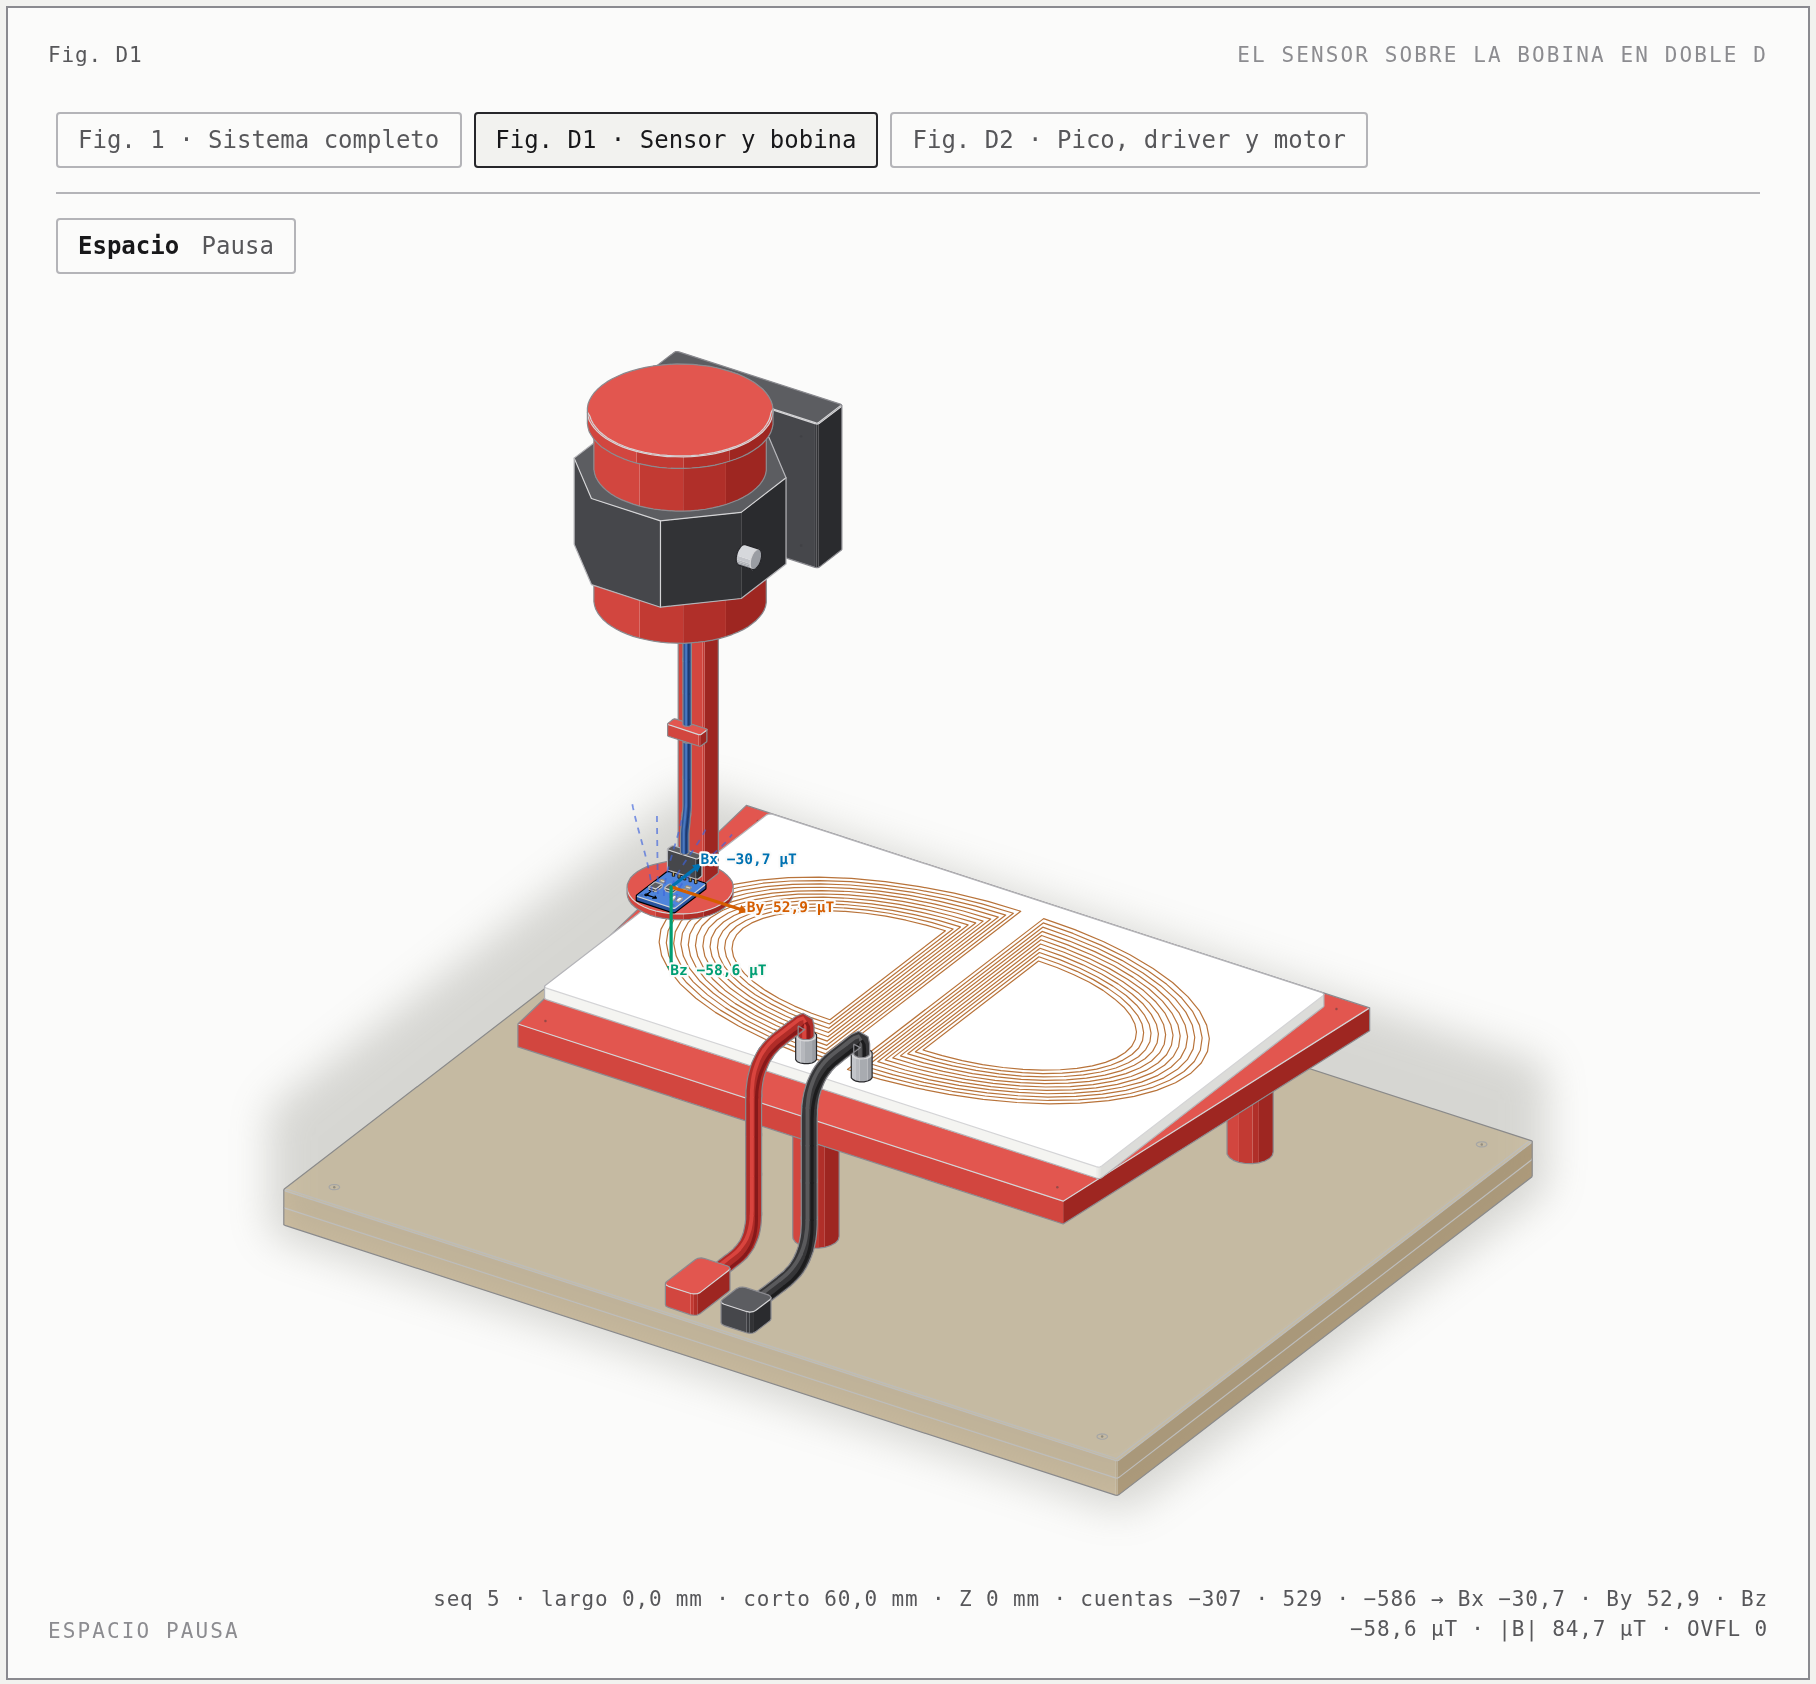 Fig. D1
EL SENSOR SOBRE LA BOBINA EN DOBLE D
Fig. 1 · Sistema completo
Fig. D1 · Sensor y bobina
Fig. D2 · Pico, driver y motor
Espacio Pausa
Bx −30,7 µT
By 52,9 µT
Bz −58,6 µT
seq 5 · largo 0,0 mm · corto 60,0 mm · Z 0 mm · cuentas −307 · 529 · −586 → Bx −30,7 · By 52,9 · Bz
−58,6 µT · |B| 84,7 µT · OVFL 0
ESPACIO PAUSA